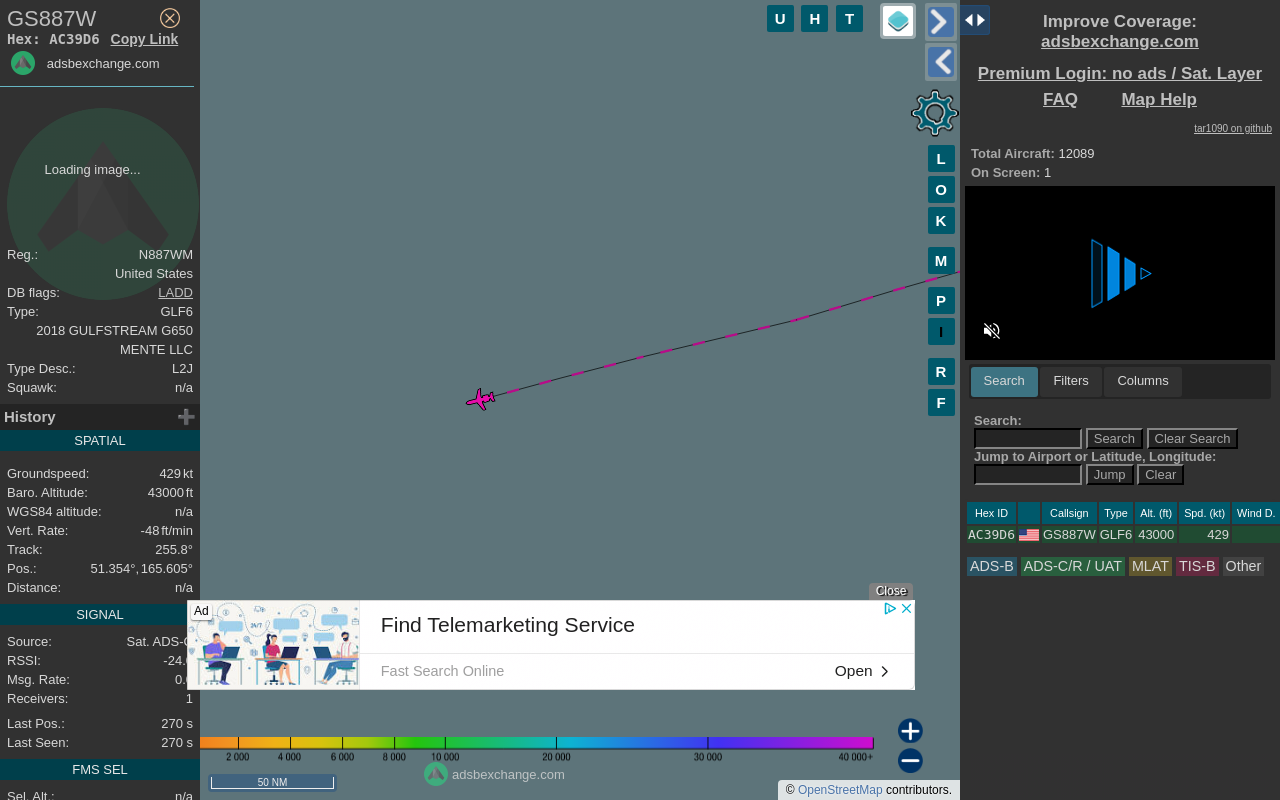 GS887W
Hex: AC39D6 Copy Link
adsbexchange.com
Loading image...
Reg.: N887WM
United States
DB flags: LADD
Type: GLF6
2018 GULFSTREAM G650
MENTE LLC
Type Desc.: L2J
Squawk: n/a
History
SPATIAL
Groundspeed: 429 kt
Baro. Altitude: 43000 ft
WGS84 altitude: n/a
Vert. Rate: -48 ft/min
Track: 255.8°
Pos.: 51.354°, 165.605°
Distance: n/a
SIGNAL
Source: Sat. ADS-
RSSI: -24.
Msg. Rate: 0.
Receivers: 1
Last Pos.: 270 s
Last Seen: 270 s
FMS SEL
Sel. Alt.: n/a
U H T
L
O
K
M
P
I
R
F
Close
Ad
24/7
Find Telemarketing Service
Fast Search Online
Open
2 000 4 000 6 000 8 000 10 000 20 000 30 000 40 000+
adsbexchange.com
50 NM
© OpenStreetMap contributors.
Improve Coverage:
adsbexchange.com
Premium Login: no ads / Sat. Layer
FAQ Map Help
tar1090 on github
Total Aircraft: 12089
On Screen: 1
Search Filters Columns
Search:
Search Clear Search
Jump to Airport or Latitude, Longitude:
Jump Clear
Hex ID Callsign Type Alt. (ft) Spd. (kt) Wind D.
AC39D6 GS887W GLF6 43000 429
ADS-B ADS-C/R / UAT MLAT TIS-B Other